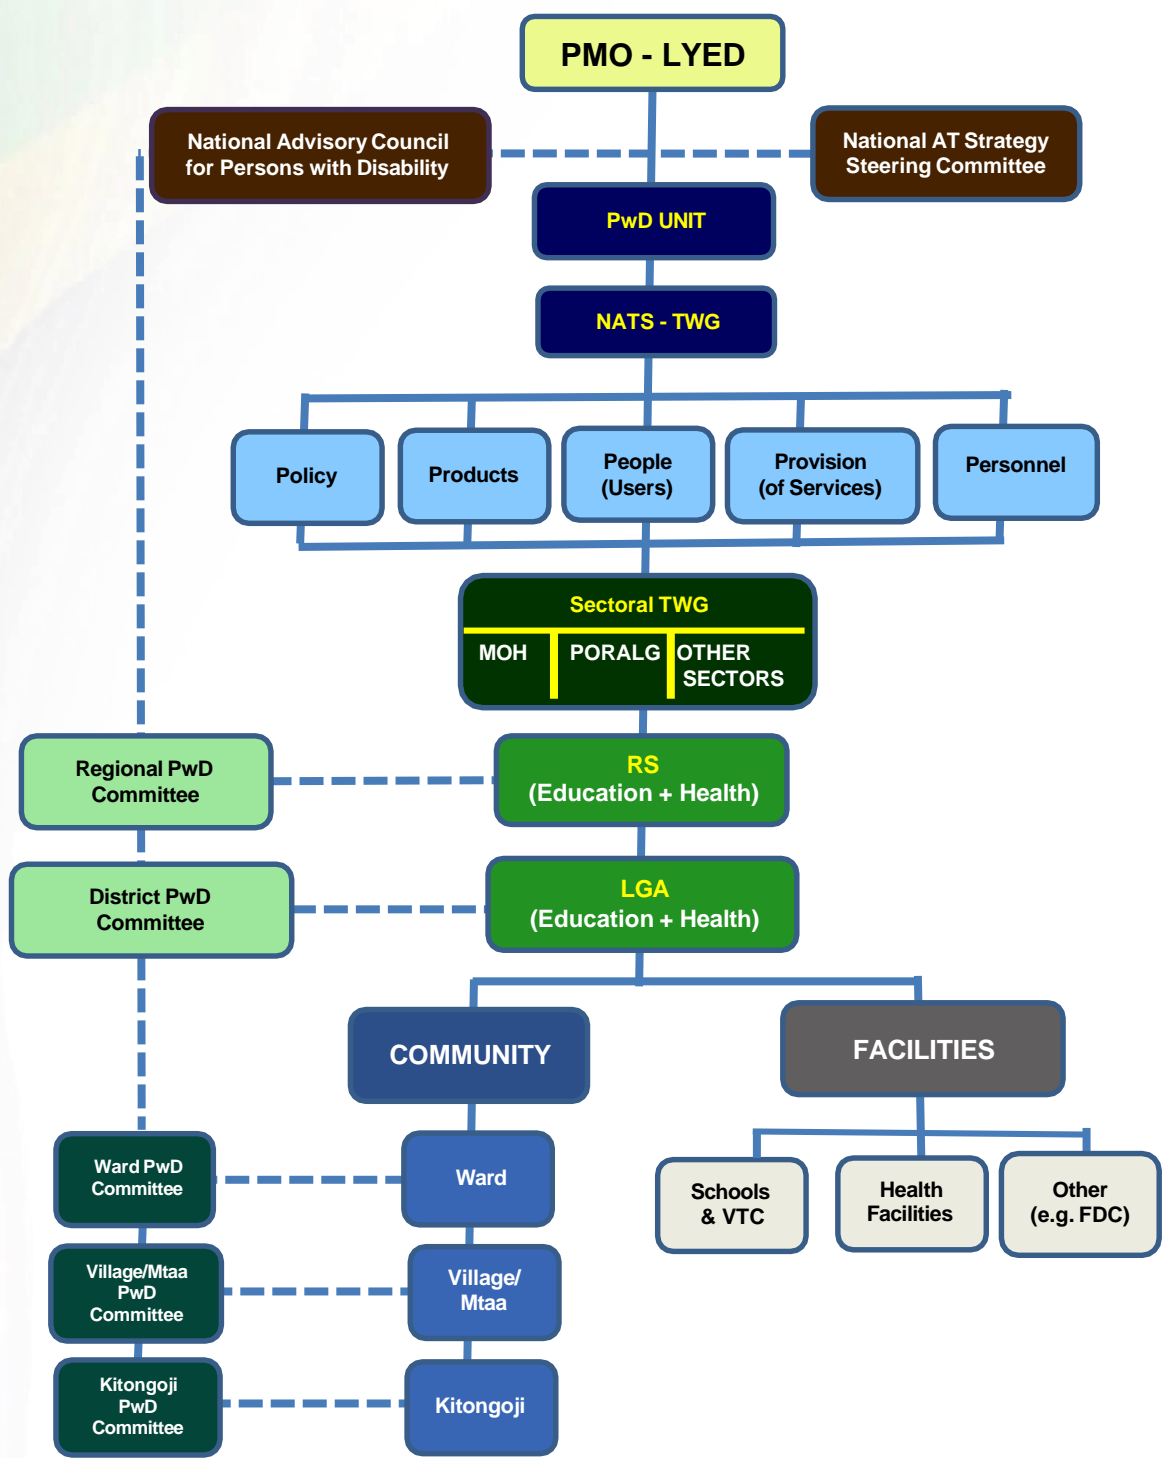 PMO - LYED
National Advisory Council
for Persons with Disability
National AT Strategy
Steering Committee
PwD UNIT
NATS - TWG
Policy
Products
People
(Users)
Provision
(of Services)
Personnel
Sectoral TWG
MOH
PORALG
OTHER
SECTORS
Regional PwD
Committee
RS
(Education + Health)
District PwD
Committee
LGA
(Education + Health)
COMMUNITY
FACILITIES
Ward PwD
Committee
Ward
Schools
& VTC
Health
Facilities
Other
(e.g. FDC)
Village/Mtaa
PwD
Committee
Village/
Mtaa
Kitongoji
PwD
Committee
Kitongoji